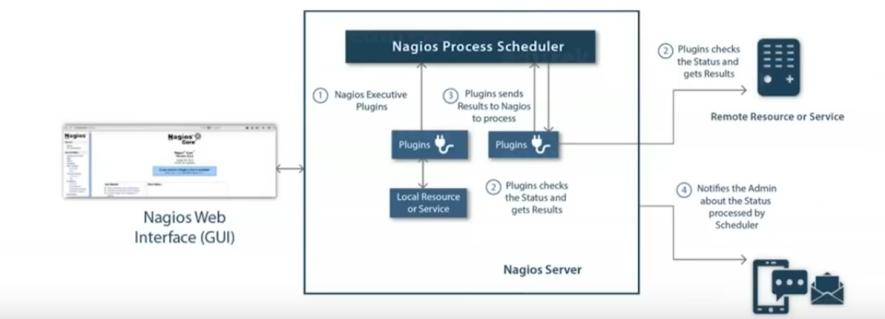 Nagios Process Scheduler
1 Nagios Executive
Plugins
3 Plugins sends
Results to Nagios
to process
2 Plugins checks
the Status and
gets Results
Remote Resource or Service
Nagios
Nagios
Core
Plugins
Plugins
Local Resource
or Service
2 Plugins checks
the Status and
gets Results
4 Notifies the Admin
about the Status
processed by
Scheduler
Nagios Web
Interface (GUI)
Nagios Server